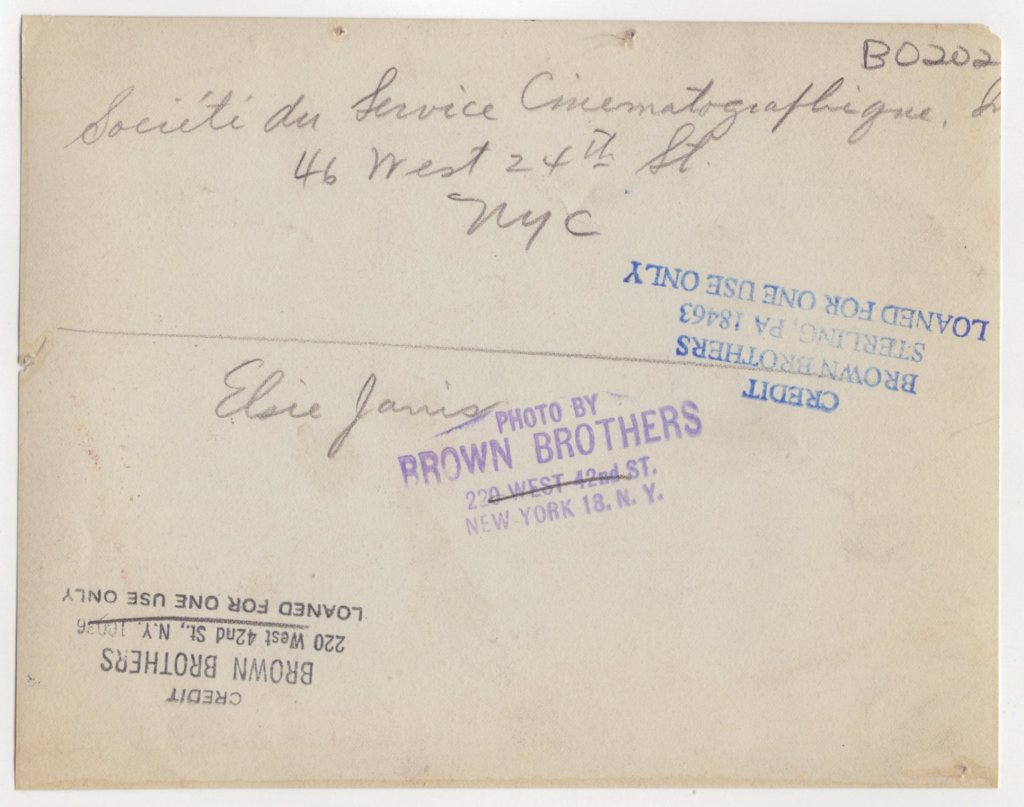 B0202
Société du Service Cinematographique,
46 West 24th St.
NYC
CREDIT
BROWN BROTHERS
STERLING, PA 18463
LOANED FOR ONE USE ONLY
Elsie Janis
PHOTO BY
BROWN BROTHERS
220 WEST 42nd ST.
NEW YORK 18, N. Y.
CREDIT
BROWN BROTHERS
220 West 42nd St., N.Y. 10036
LOANED FOR ONE USE ONLY